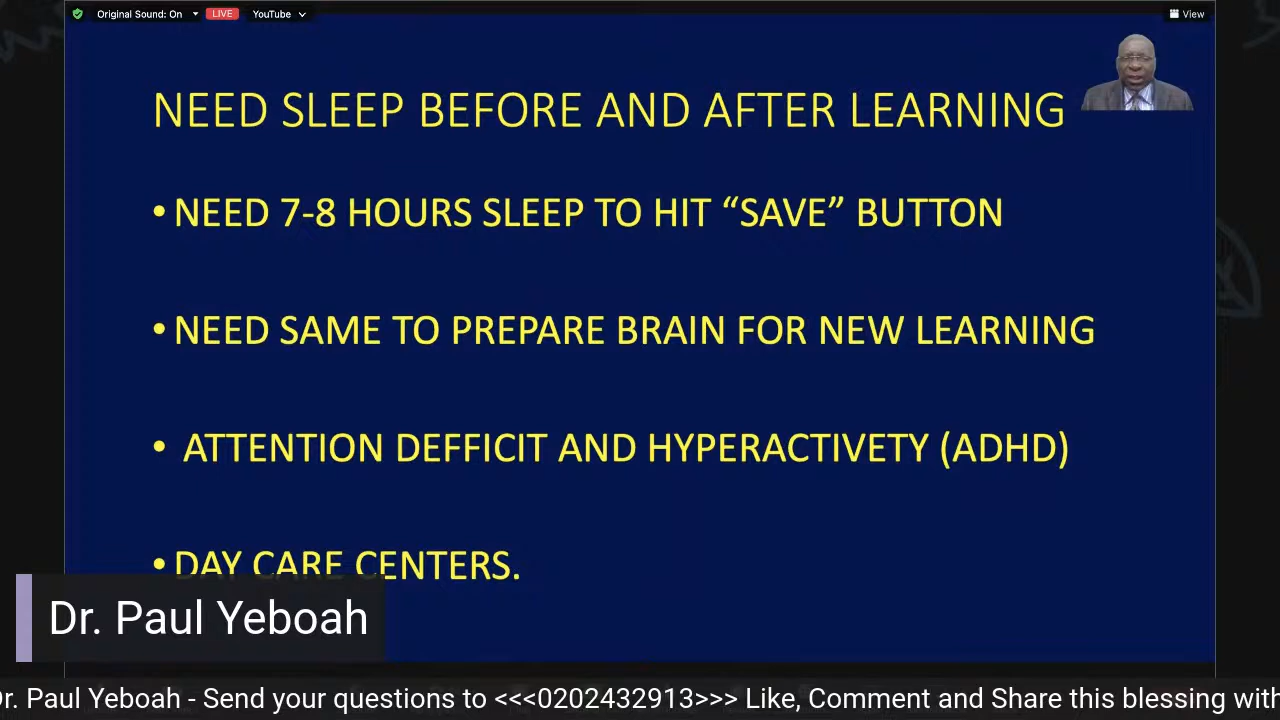 Original Sound: On
LIVE
YouTube
View
NEED SLEEP BEFORE AND AFTER LEARNING
• NEED 7-8 HOURS SLEEP TO HIT “SAVE” BUTTON
• NEED SAME TO PREPARE BRAIN FOR NEW LEARNING
• ATTENTION DEFFICIT AND HYPERACTIVETY (ADHD)
• DAY CARE CENTERS.
Dr. Paul Yeboah
Dr. Paul Yeboah - Send your questions to <<<0202432913>>> Like, Comment and Share this blessing with